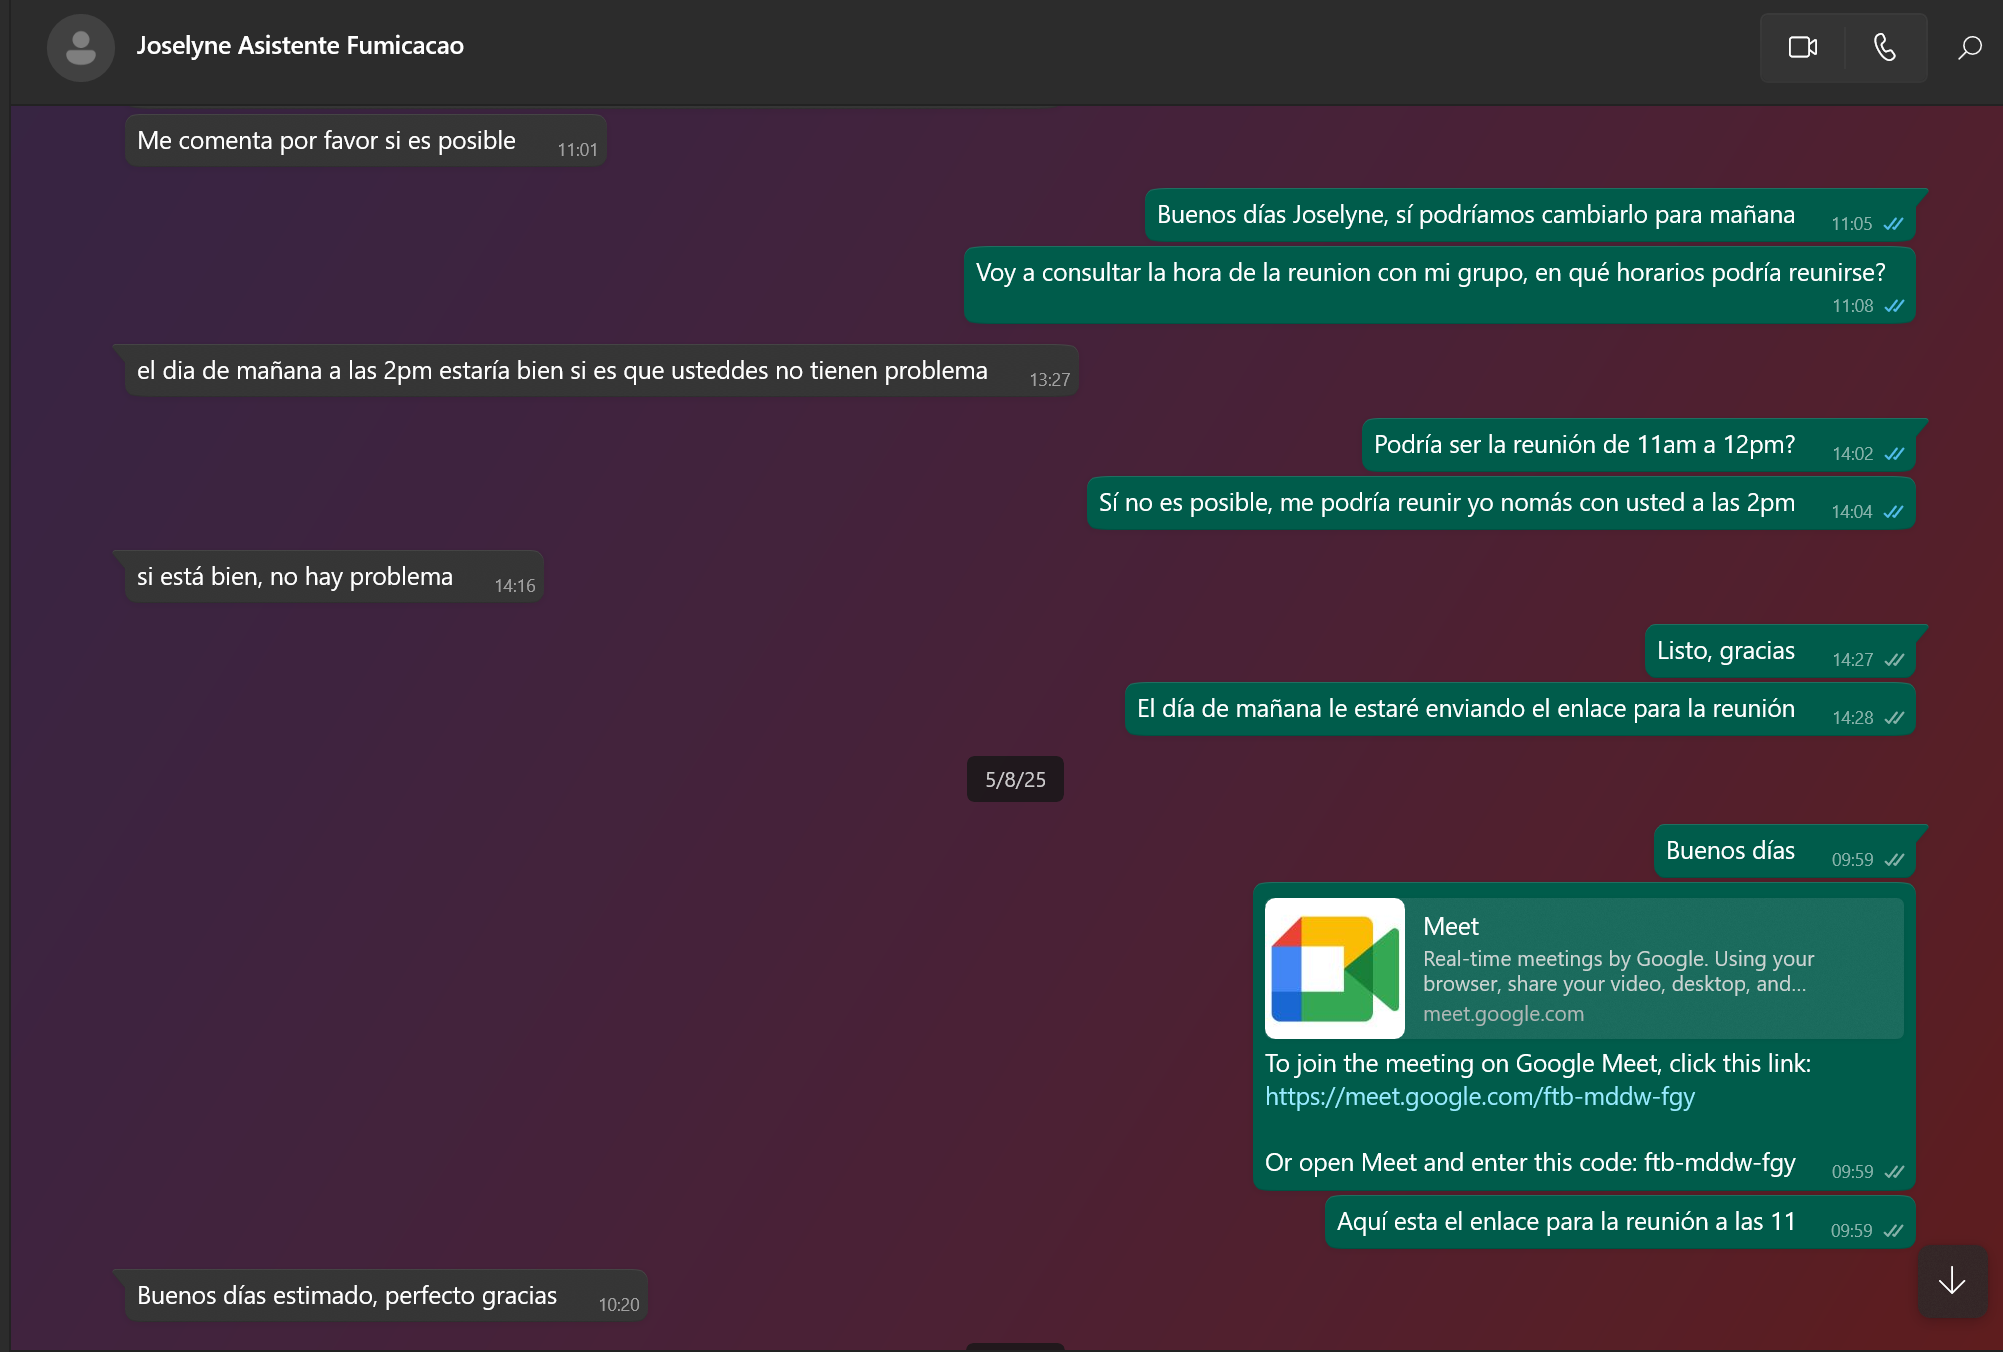 Joselyne Asistente Fumicacao
Me comenta por favor si es posible
11:01
Buenos días Joselyne, sí podríamos cambiarlo para mañana
11:05
Voy a consultar la hora de la reunion con mi grupo, en qué horarios podría reunirse?
11:08
el dia de mañana a las 2pm estaría bien si es que usteddes no tienen problema
13:27
Podría ser la reunión de 11am a 12pm?
14:02
Sí no es posible, me podría reunir yo nomás con usted a las 2pm
14:04
si está bien, no hay problema
14:16
Listo, gracias
14:27
El día de mañana le estaré enviando el enlace para la reunión
14:28
5/8/25
Buenos días
09:59
Meet
Real-time meetings by Google. Using your
browser, share your video, desktop, and...
meet.google.com
To join the meeting on Google Meet, click this link:
https://meet.google.com/ftb-mddw-fgy
Or open Meet and enter this code: ftb-mddw-fgy
09:59
Aquí esta el enlace para la reunión a las 11
09:59
Buenos días estimado, perfecto gracias
10:20